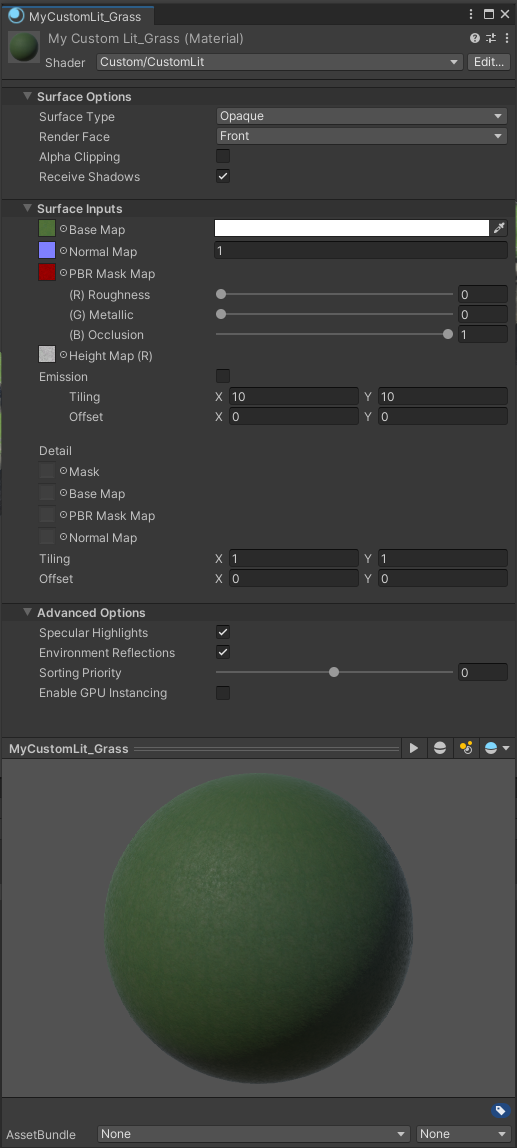 MyCustomLit_Grass
My Custom Lit_Grass (Material)
Shader Custom/CustomLit Edit...
Surface Options
Surface Type Opaque
Render Face Front
Alpha Clipping
Receive Shadows
Surface Inputs
Base Map
Normal Map 1
PBR Mask Map
(R) Roughness 0
(G) Metallic 0
(B) Occlusion 1
Height Map (R)
Emission
Tiling X 10 Y 10
Offset X 0 Y 0
Detail
Mask
Base Map
PBR Mask Map
Normal Map
Tiling X 1 Y 1
Offset X 0 Y 0
Advanced Options
Specular Highlights
Environment Reflections
Sorting Priority 0
Enable GPU Instancing
MyCustomLit_Grass
AssetBundle None None